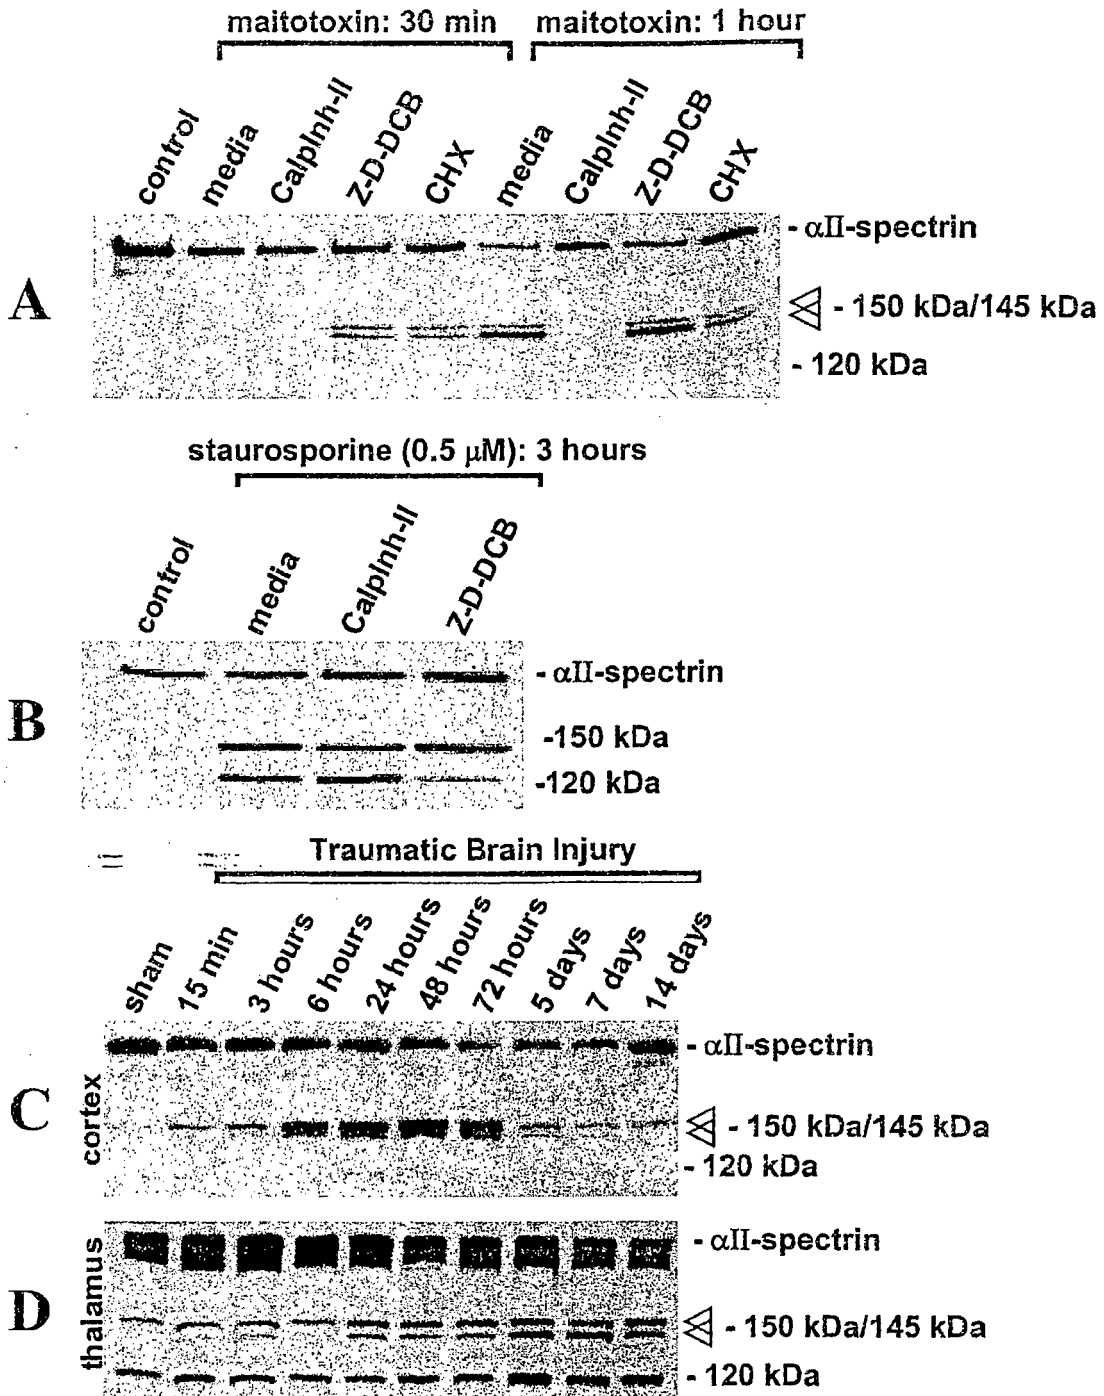 maitotoxin: 30 min maitotoxin: 1 hour
control media CalpInh-II Z-D-DCB CHX media CalpInh-II Z-D-DCB CHX
- αII-spectrin
A
- 150 kDa/145 kDa
- 120 kDa
staurosporine (0.5 μM): 3 hours
control media CalpInh-II Z-D-DCB
- αII-spectrin
B
-150 kDa
-120 kDa
Traumatic Brain Injury
sham 15 min 3 hours 6 hours 24 hours 48 hours 72 hours 5 days 7 days 14 days
- αII-spectrin
C
cortex
- 150 kDa/145 kDa
- 120 kDa
- αII-spectrin
D
thalamus
- 150 kDa/145 kDa
- 120 kDa